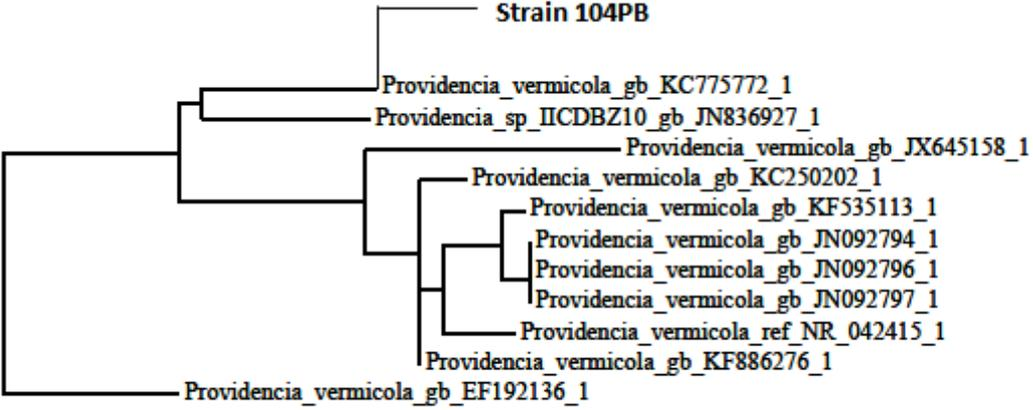 Strain 104PB
Providencia_vermicola_gb_KC775772_1
Providencia_sp_IICDBZ10_gb_JN836927_1
Providencia_vermicola_gb_JX645158_1
Providencia_vermicola_gb_KC250202_1
Providencia_vermicola_gb_KF535113_1
Providencia_vermicola_gb_JN092794_1
Providencia_vermicola_gb_JN092796_1
Providencia_vermicola_gb_JN092797_1
Providencia_vermicola_ref_NR_042415_1
Providencia_vermicola_gb_KF886276_1
Providencia_vermicola_gb_EF192136_1